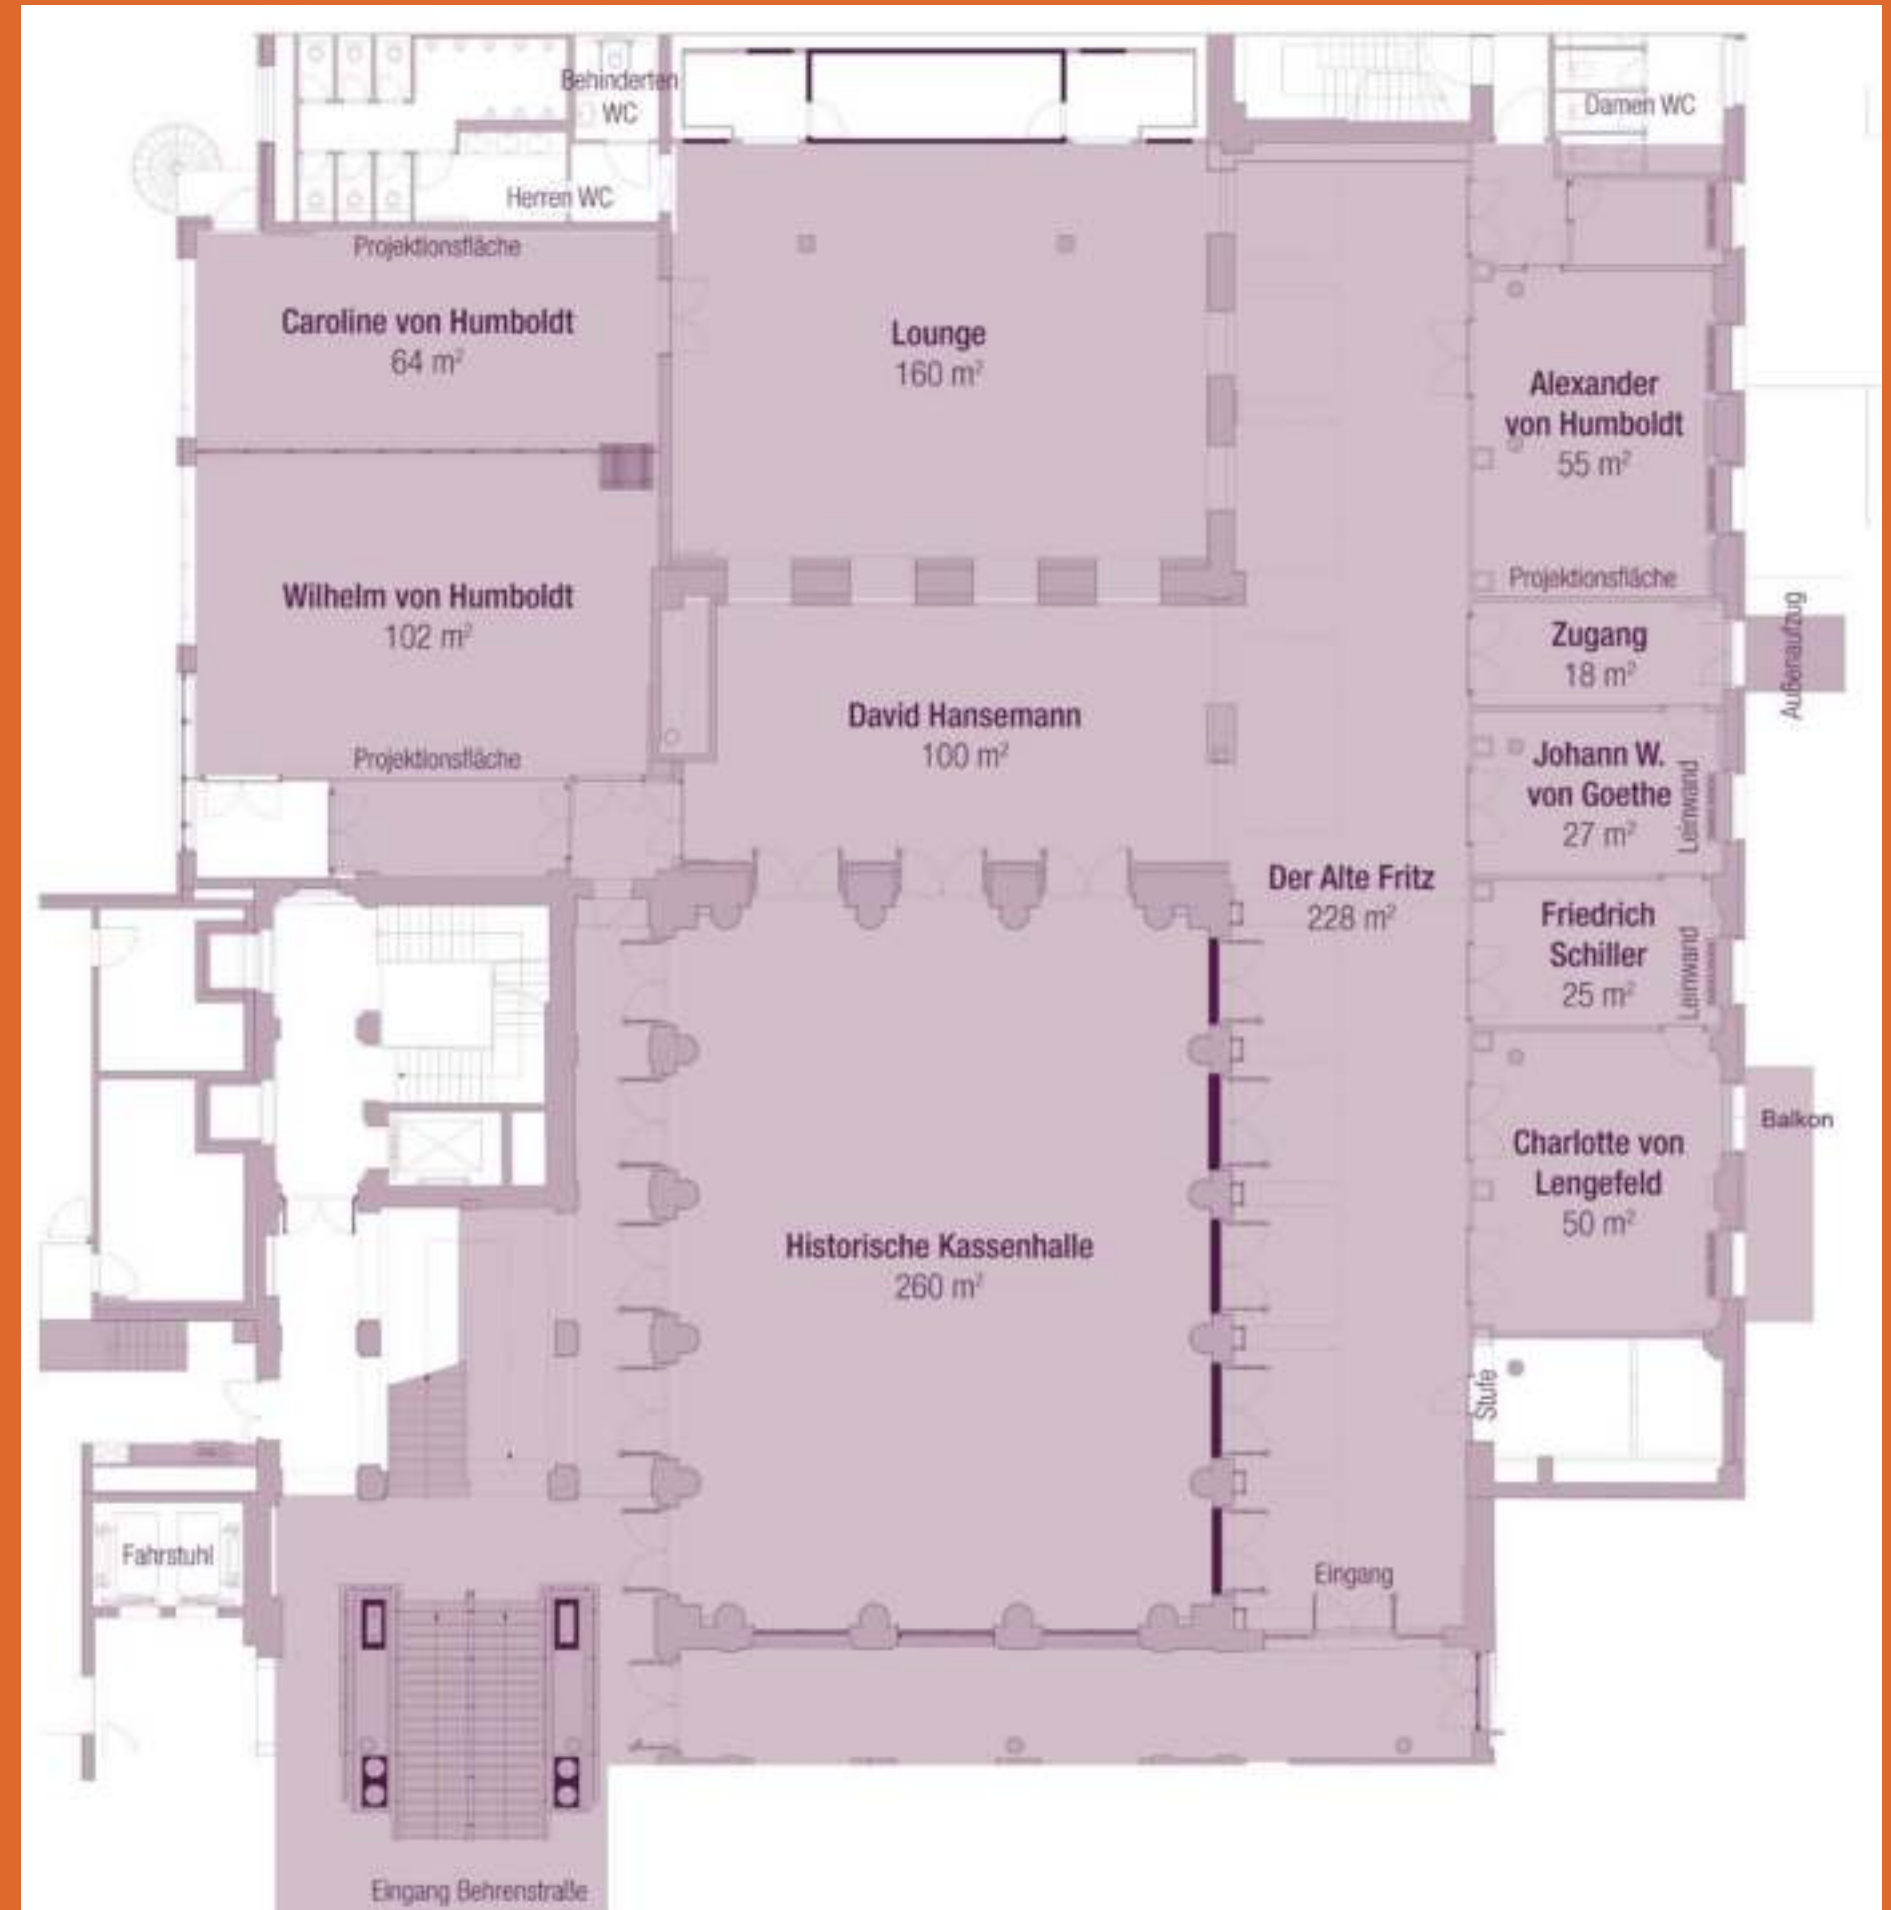 Behinderten
WC
Damen WC
Herren WC
Projektionsfläche
Caroline von Humboldt
64 m²
Lounge
160 m²
Alexander
von Humboldt
55 m²
Projektionsfläche
Wilhelm von Humboldt
102 m²
Projektionsfläche
David Hansemann
100 m²
Zugang
18 m²
Außenaufzug
Johann W.
von Goethe
27 m²
Leinwand
Der Alte Fritz
228 m²
Friedrich
Schiller
25 m²
Leinwand
Charlotte von
Lengefeld
50 m²
Balkon
Historische Kassenhalle
260 m²
Stufe
Fahrstuhl
Eingang
Eingang Behrenstraße